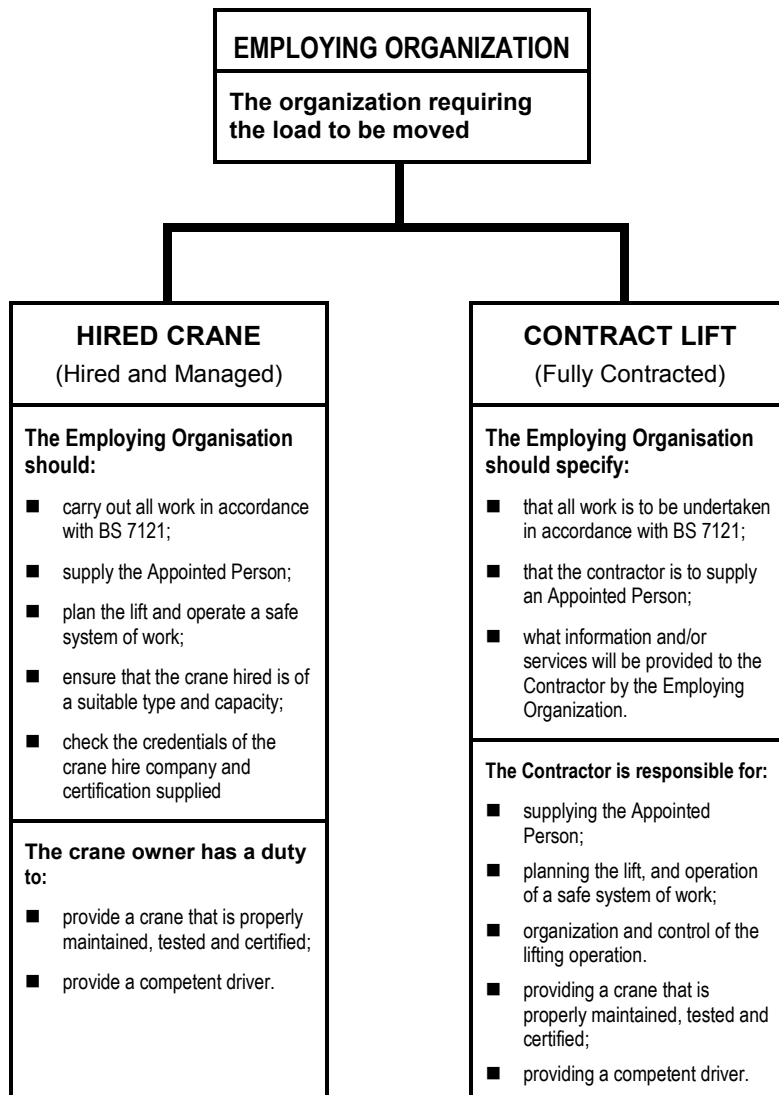 EMPLOYING ORGANIZATION
The organization requiring
the load to be moved
HIRED CRANE
(Hired and Managed)
The Employing Organisation
should:
■ carry out all work in accordance
with BS 7121;
■ supply the Appointed Person;
■ plan the lift and operate a safe
system of work;
■ ensure that the crane hired is of
a suitable type and capacity;
■ check the credentials of the
crane hire company and
certification supplied
The crane owner has a duty
to:
■ provide a crane that is properly
maintained, tested and certified;
■ provide a competent driver.
CONTRACT LIFT
(Fully Contracted)
The Employing Organisation
should specify:
■ that all work is to be undertaken
in accordance with BS 7121;
■ that the contractor is to supply
an Appointed Person;
■ what information and/or
services will be provided to the
Contractor by the Employing
Organization.
The Contractor is responsible for:
■ supplying the Appointed
Person;
■ planning the lift, and operation
of a safe system of work;
■ organization and control of the
lifting operation.
■ providing a crane that is
properly maintained, tested and
certified;
■ providing a competent driver.